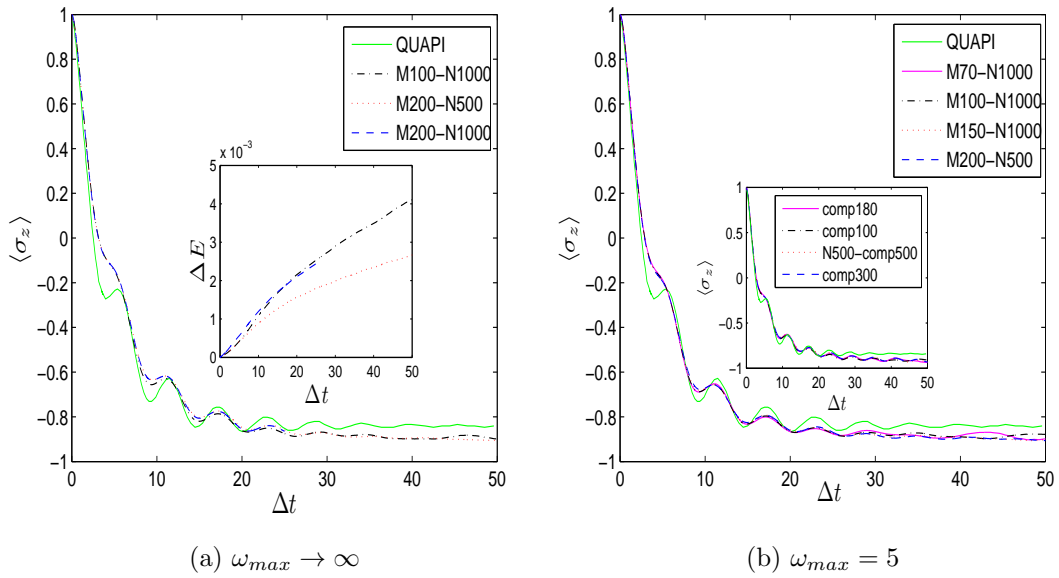 1
0.8
0.6
0.4
0.2
0
−0.2
−0.4
−0.6
−0.8
−1
⟨σz⟩
0 10 20 30 40 50
Δt
QUAPI
M100−N1000
M200−N500
M200−N1000
x 10⁻³
5
4
3
2
1
0
ΔE
0 10 20 30 40 50
Δt
(a) ωmax → ∞
1
0.8
0.6
0.4
0.2
0
−0.2
−0.4
−0.6
−0.8
−1
⟨σz⟩
0 10 20 30 40 50
Δt
QUAPI
M70−N1000
M100−N1000
M150−N1000
M200−N500
1
0.5
0
−0.5
−1
⟨σz⟩
0 10 20 30 40 50
Δt
comp180
comp100
N500−comp500
comp300
(b) ωmax = 5